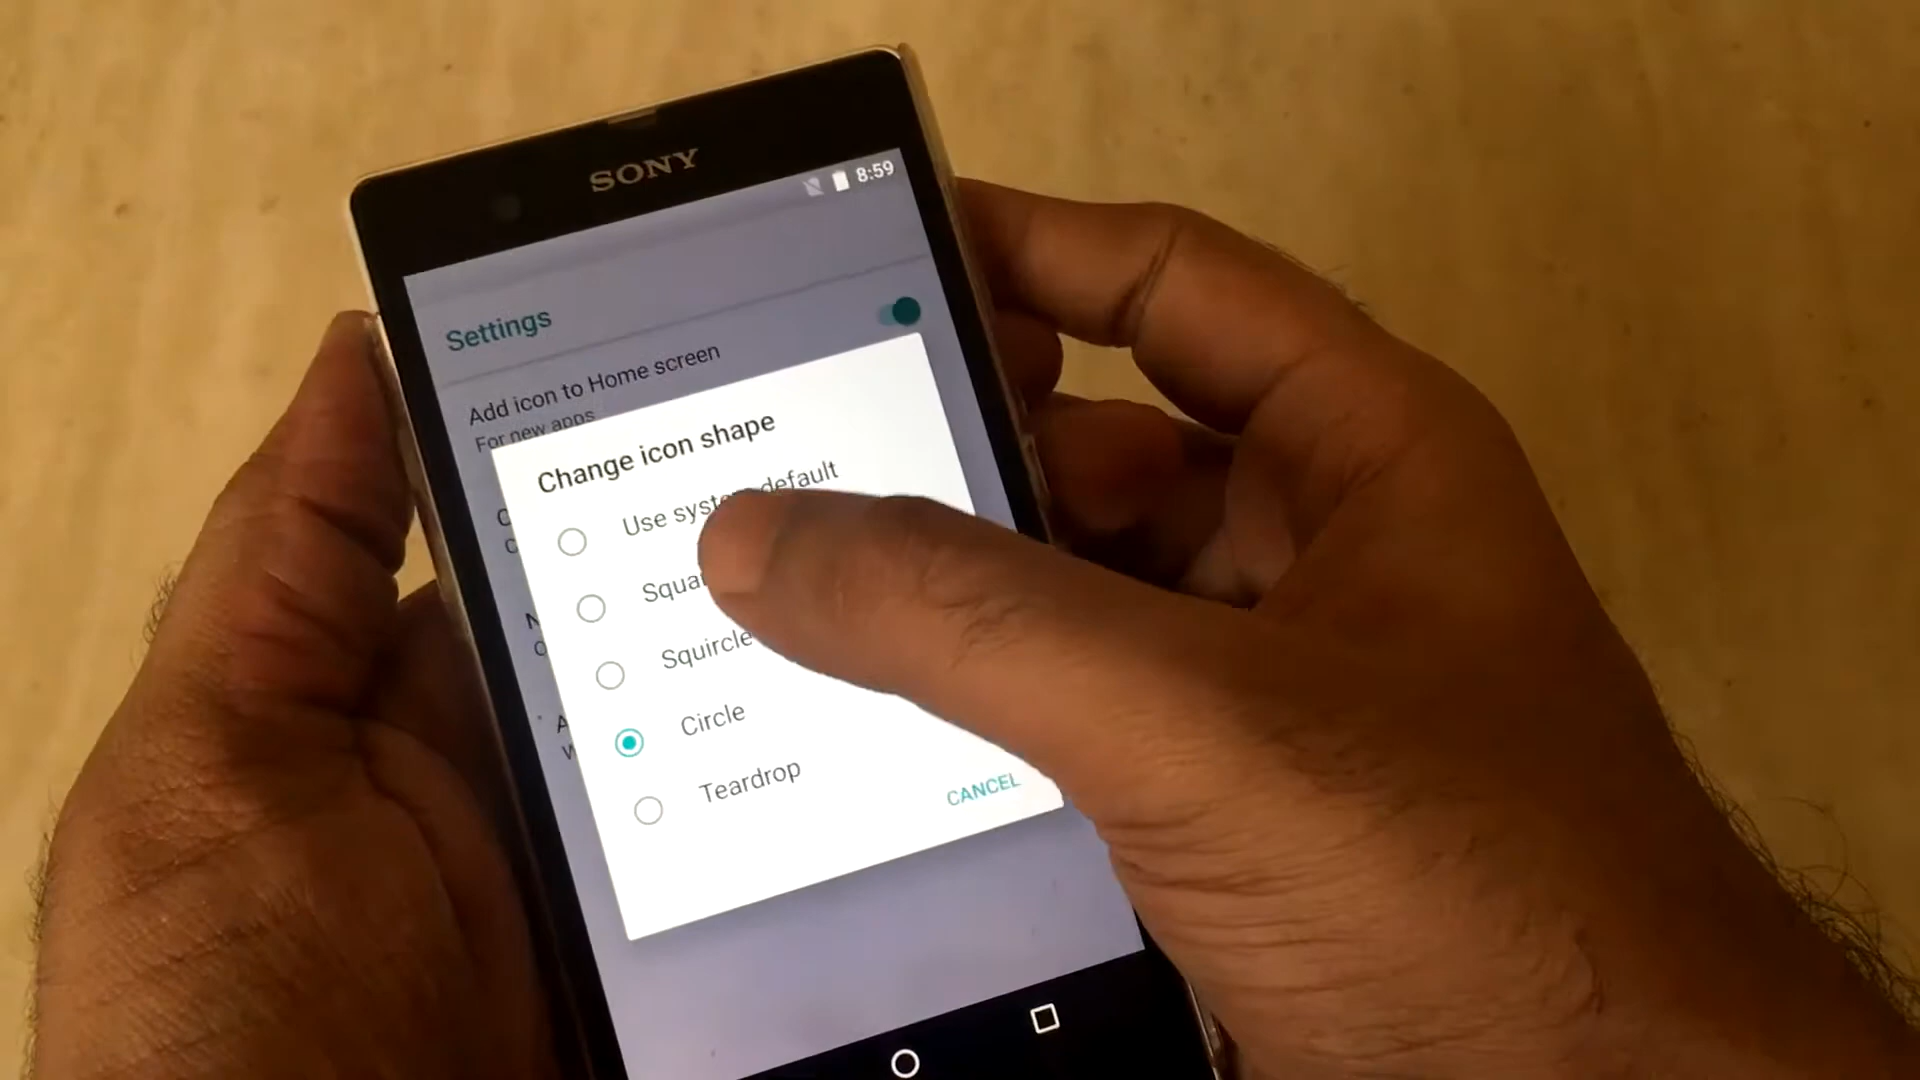 SONY
8:59
Settings
Add icon to Home screen
For new apps
Change icon shape
Use default
Squircle
Circle
Teardrop
CANCEL